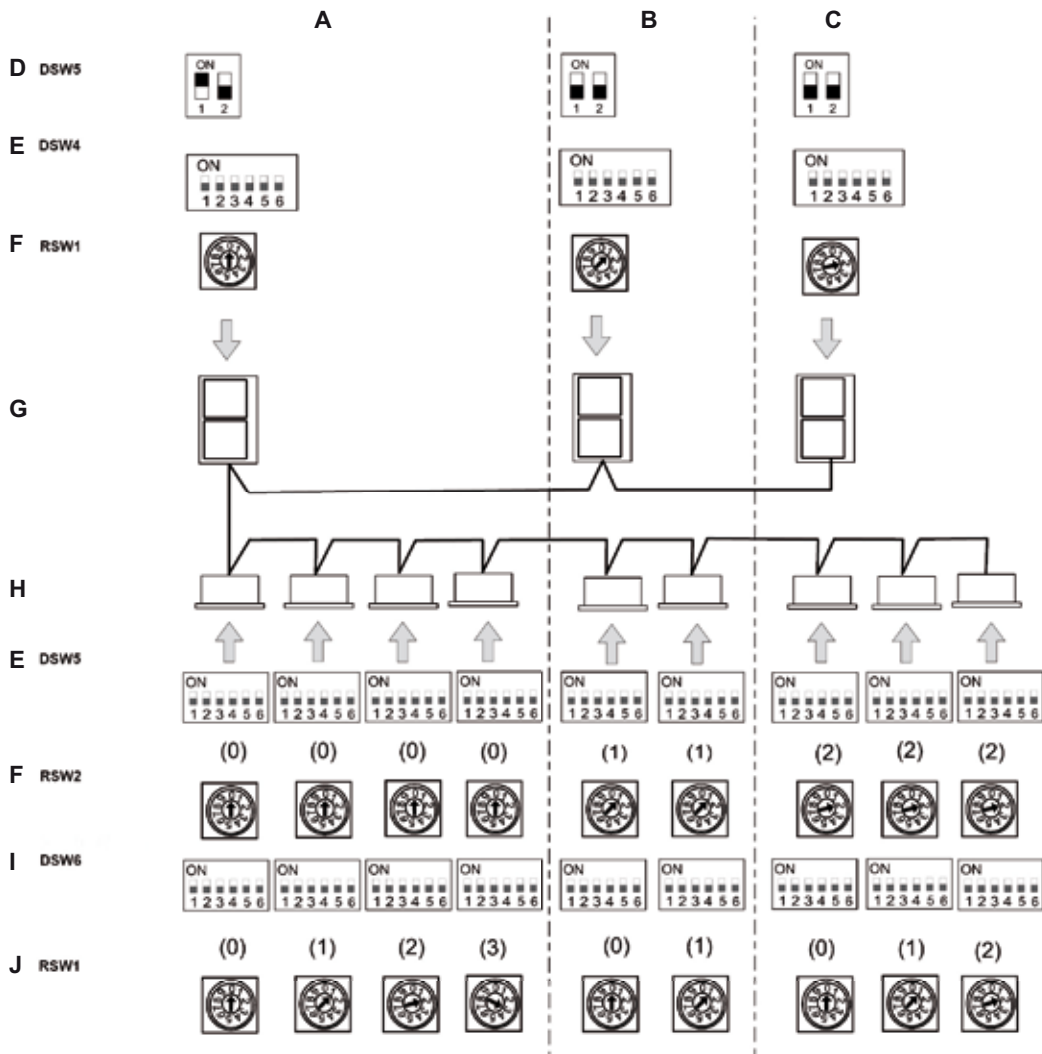 A B C
D DSW5 ON ON ON
1 2 1 2 1 2
E DSW4
ON ON ON
1 2 3 4 5 6 1 2 3 4 5 6 1 2 3 4 5 6
F RSW1
G
H
E DSW5
ON ON ON ON ON ON ON ON ON
1 2 3 4 5 6 1 2 3 4 5 6 1 2 3 4 5 6 1 2 3 4 5 6 1 2 3 4 5 6 1 2 3 4 5 6 1 2 3 4 5 6 1 2 3 4 5 6 1 2 3 4 5 6
(0) (0) (0) (0) (1) (1) (2) (2) (2)
F RSW2
I DSW6
ON ON ON ON ON ON ON ON ON
1 2 3 4 5 6 1 2 3 4 5 6 1 2 3 4 5 6 1 2 3 4 5 6 1 2 3 4 5 6 1 2 3 4 5 6 1 2 3 4 5 6 1 2 3 4 5 6 1 2 3 4 5 6
(0) (1) (2) (3) (0) (1) (0) (1) (2)
J RSW1